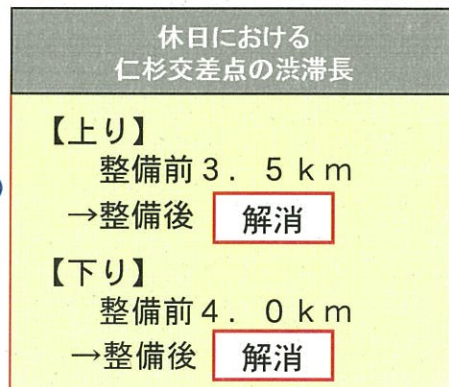 休日における
仁杉交差点の渋滞長
【上り】
整備前3．5km
→整備後 解消
【下り】
整備前4．0km
→整備後 解消